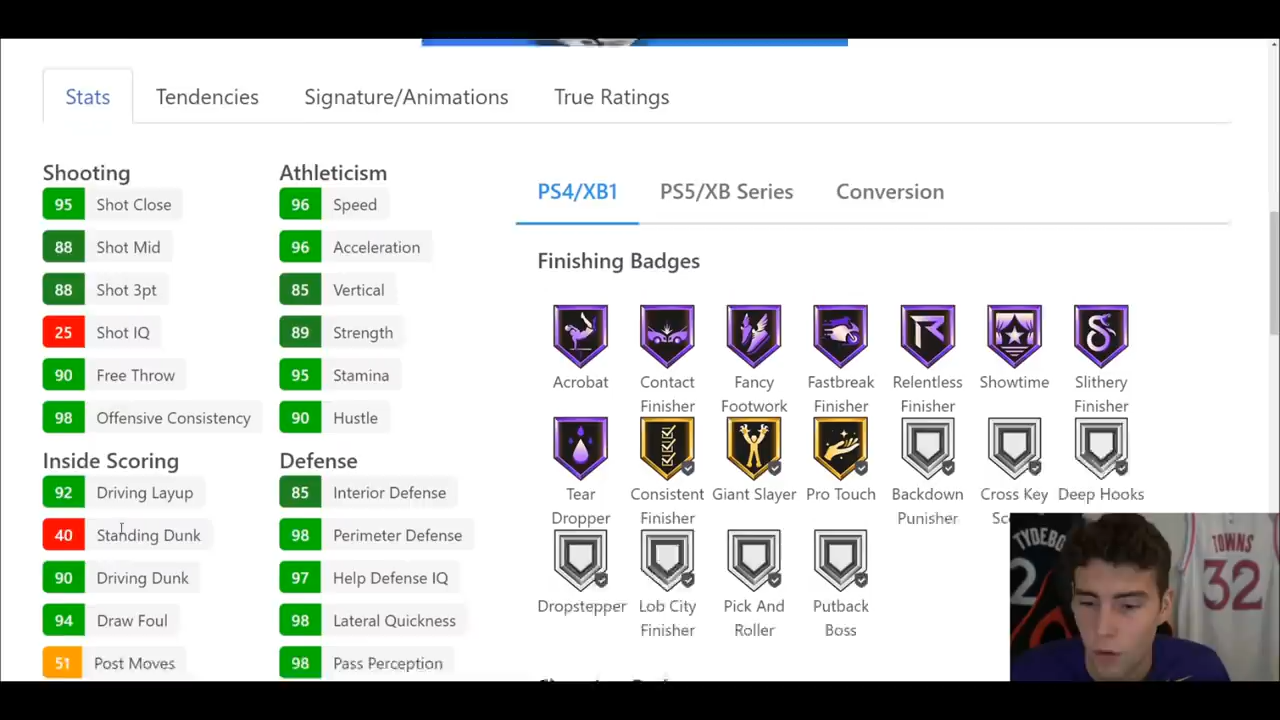 Stats Tendencies Signature/Animations True Ratings
Shooting
95 Shot Close
88 Shot Mid
88 Shot 3pt
25 Shot IQ
90 Free Throw
98 Offensive Consistency
Inside Scoring
92 Driving Layup
40 Standing Dunk
90 Driving Dunk
94 Draw Foul
51 Post Moves
Athleticism
96 Speed
96 Acceleration
85 Vertical
89 Strength
95 Stamina
90 Hustle
Defense
85 Interior Defense
98 Perimeter Defense
97 Help Defense IQ
98 Lateral Quickness
98 Pass Perception
PS4/XB1 PS5/XB Series Conversion
Finishing Badges
Acrobat
Contact
Finisher
Fancy
Footwork
Fastbreak
Finisher
Relentless
Finisher
Showtime
Slithery
Finisher
Tear
Dropper
Consistent
Finisher
Giant Slayer
Pro Touch
Backdown
Punisher
Cross Key
Deep Hooks
Dropstepper
Lob City
Finisher
Pick And
Roller
Putback
Boss
TYDEBO
2
TOWNS
32